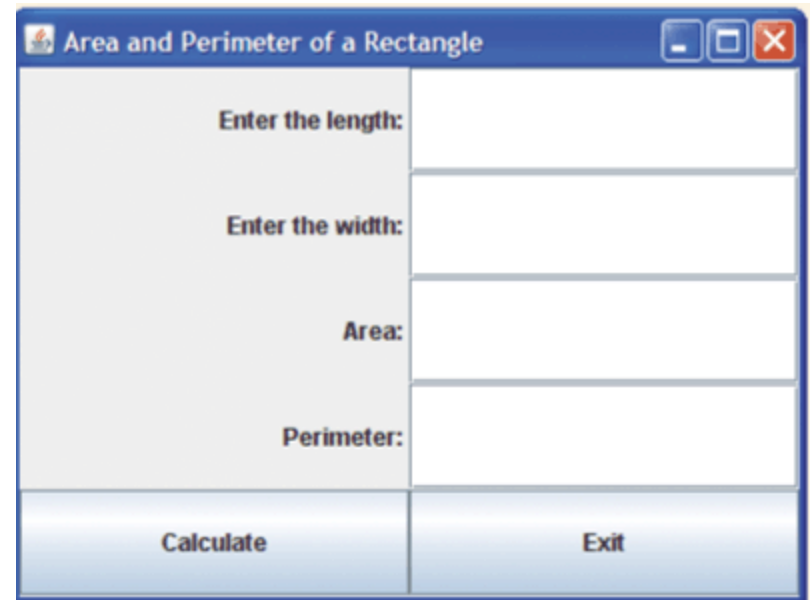 Area and Perimeter of a Rectangle
Enter the length:
Enter the width:
Area:
Perimeter:
Calculate Exit